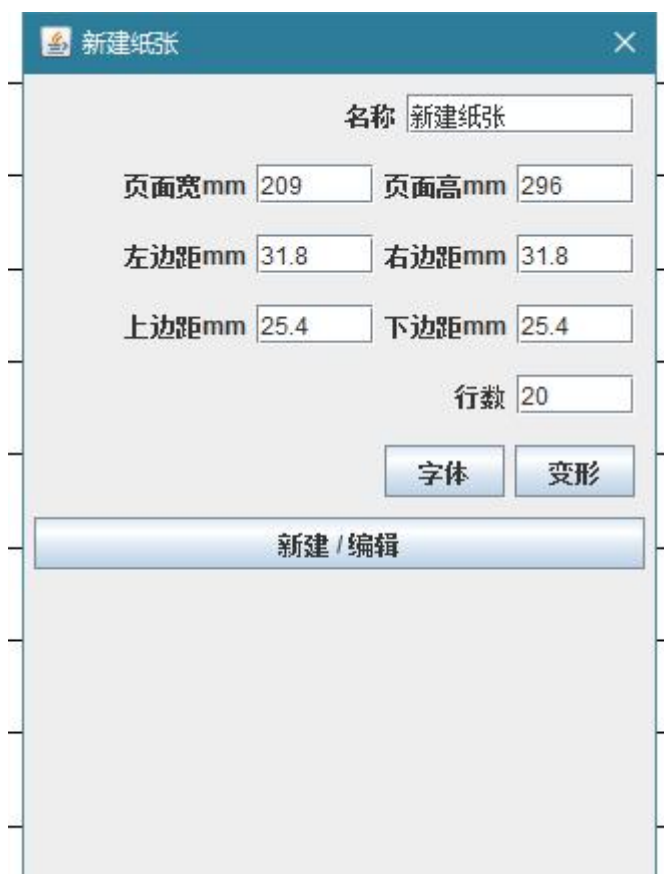 新建纸张
名称 新建纸张
页面宽mm 209 页面高mm 296
左边距mm 31.8 右边距mm 31.8
上边距mm 25.4 下边距mm 25.4
行数 20
字体 变形
新建 / 编辑